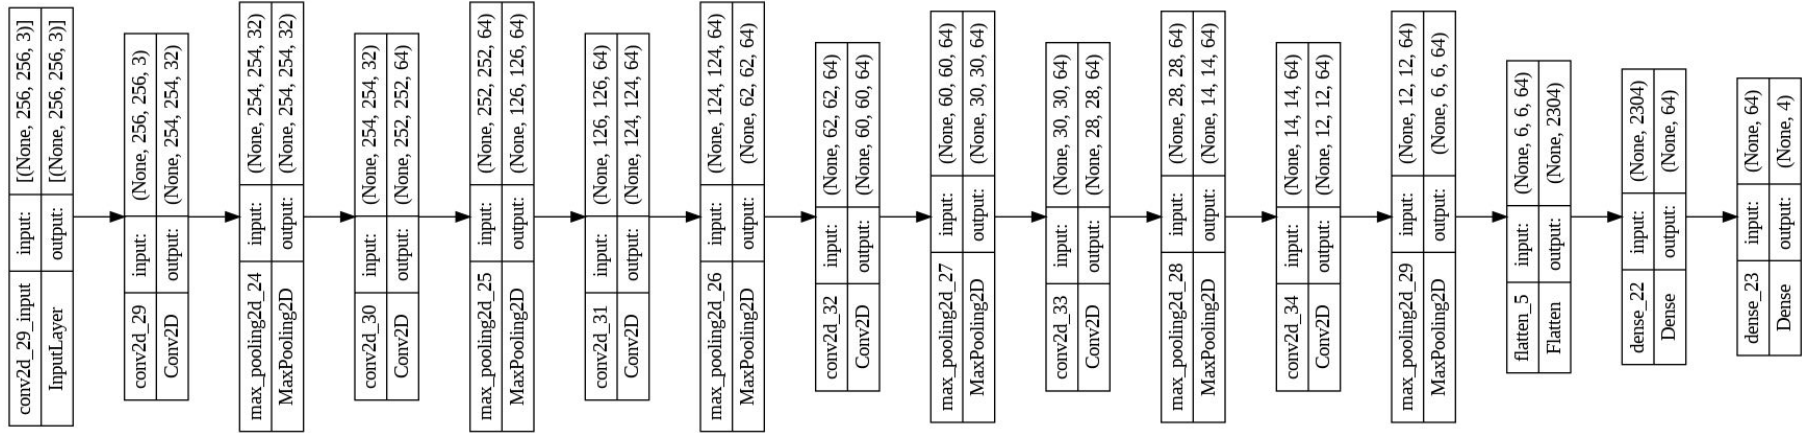 conv2d_29_input input: [(None, 256, 256, 3)]
InputLayer output: [(None, 256, 256, 3)]
conv2d_29 input: (None, 256, 256, 3)
Conv2D output: (None, 254, 254, 32)
max_pooling2d_24 input: (None, 254, 254, 32)
MaxPooling2D output: (None, 254, 254, 32)
conv2d_30 input: (None, 254, 254, 32)
Conv2D output: (None, 252, 252, 64)
max_pooling2d_25 input: (None, 252, 252, 64)
MaxPooling2D output: (None, 126, 126, 64)
conv2d_31 input: (None, 126, 126, 64)
Conv2D output: (None, 124, 124, 64)
max_pooling2d_26 input: (None, 124, 124, 64)
MaxPooling2D output: (None, 62, 62, 64)
conv2d_32 input: (None, 62, 62, 64)
Conv2D output: (None, 60, 60, 64)
max_pooling2d_27 input: (None, 60, 60, 64)
MaxPooling2D output: (None, 30, 30, 64)
conv2d_33 input: (None, 30, 30, 64)
Conv2D output: (None, 28, 28, 64)
max_pooling2d_28 input: (None, 28, 28, 64)
MaxPooling2D output: (None, 14, 14, 64)
conv2d_34 input: (None, 14, 14, 64)
Conv2D output: (None, 12, 12, 64)
max_pooling2d_29 input: (None, 12, 12, 64)
MaxPooling2D output: (None, 6, 6, 64)
flatten_5 input: (None, 6, 6, 64)
Flatten output: (None, 2304)
dense_22 input: (None, 2304)
Dense output: (None, 64)
dense_23 input: (None, 64)
Dense output: (None, 4)